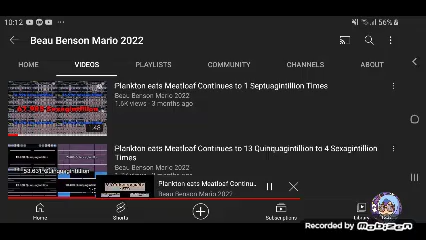 10:12
56%
Beau Benson Mario 2022
HOME VIDEOS PLAYLISTS COMMUNITY CHANNELS ABOUT
Plankton eats Meatloaf Continues to 1 Septuagintillion Times
Beau Benson Mario 2022
1.6K views · 3 months ago
Plankton eats Meatloaf Continues to 13 Quinquagintillion to 4 Sexagintillion
Times
Beau Benson Mario 2022
Plankton eats Meatloaf Continu...
Beau Benson Mario 2022
Home Shorts Subscriptions Library
Recorded by
Mobizen